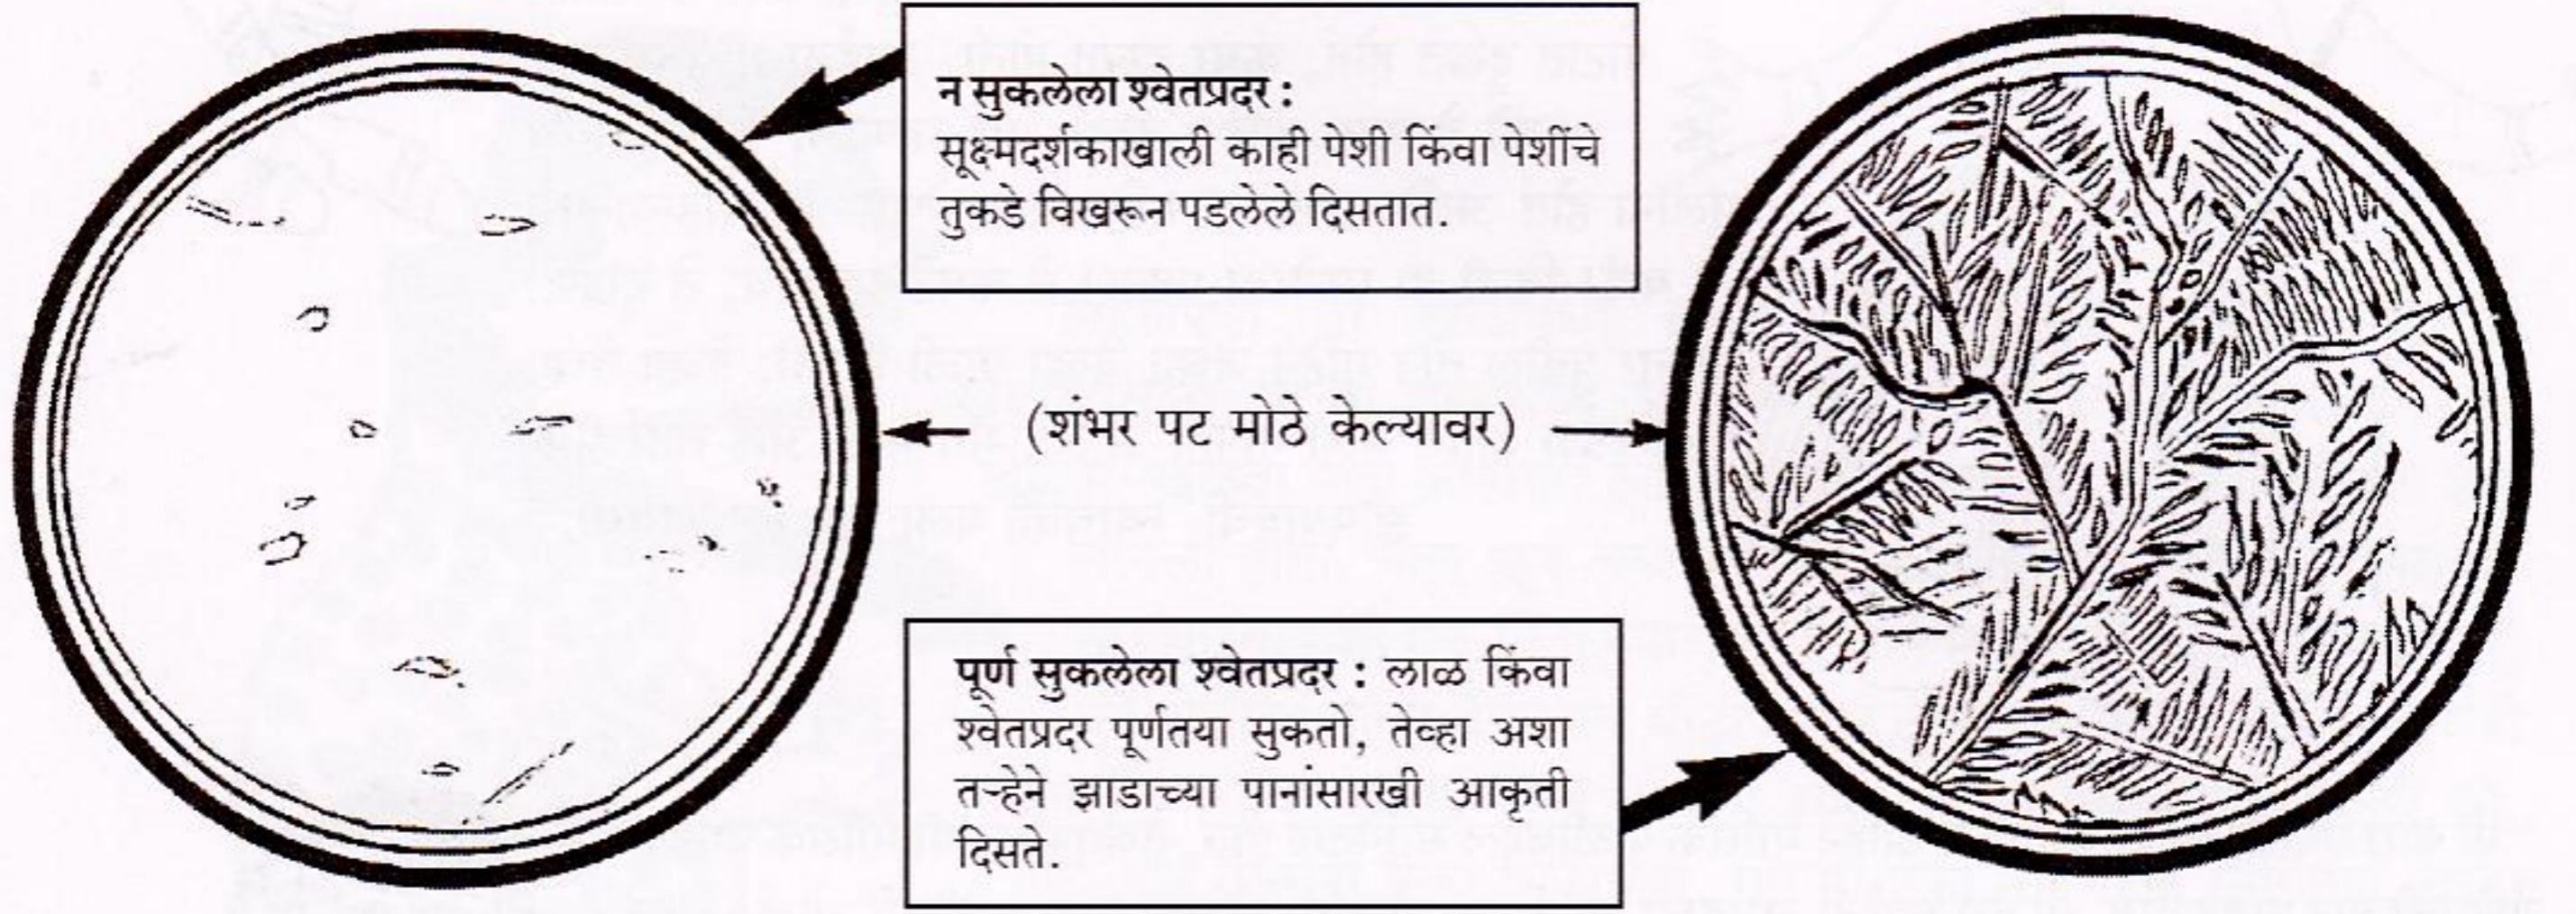 न सुकलेला श्वेतप्रदर :
सूक्ष्मदर्शकाखाली काही पेशी किंवा पेशींचे
तुकडे विखरून पडलेले दिसतात.
(शंभर पट मोठे केल्यावर)
पूर्ण सुकलेला श्वेतप्रदर : लाळ किंवा
श्वेतप्रदर पूर्णतया सुकतो, तेव्हा अशा
तऱ्हेने झाडाच्या पानांसारखी आकृती
दिसते.